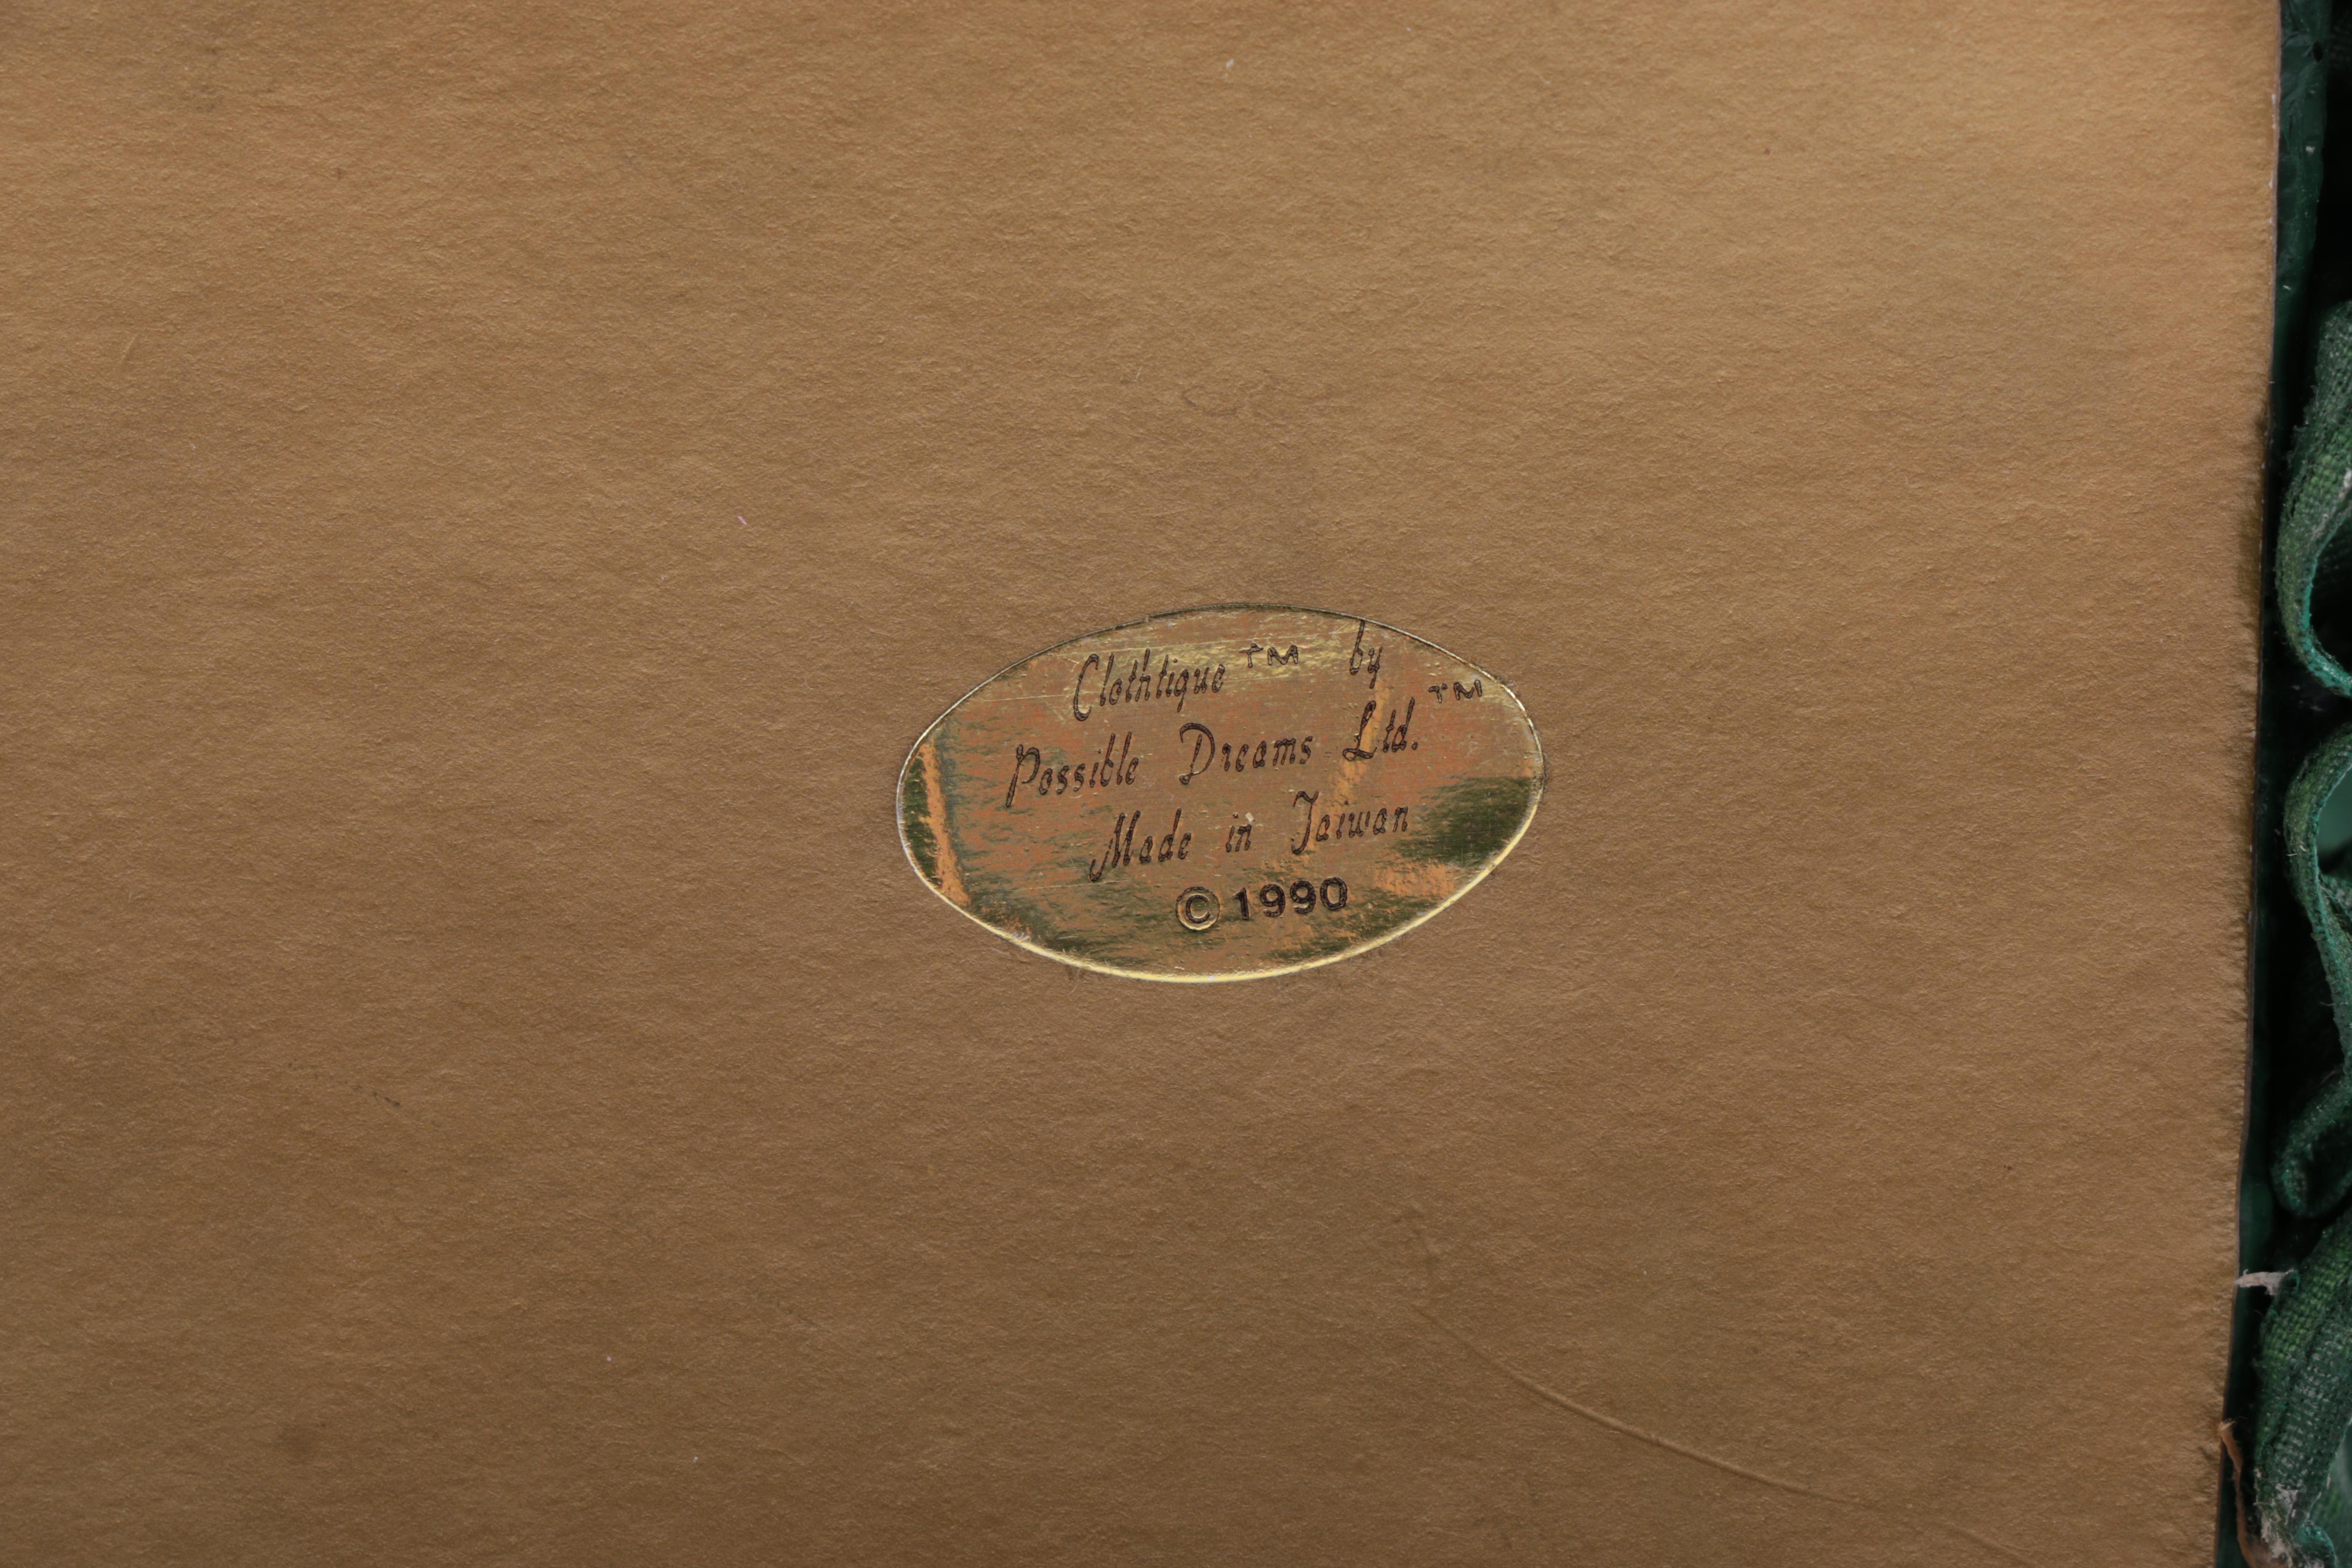 Clothtique™ by
Possible Dreams Ltd.™
Made in Taiwan
© 1990